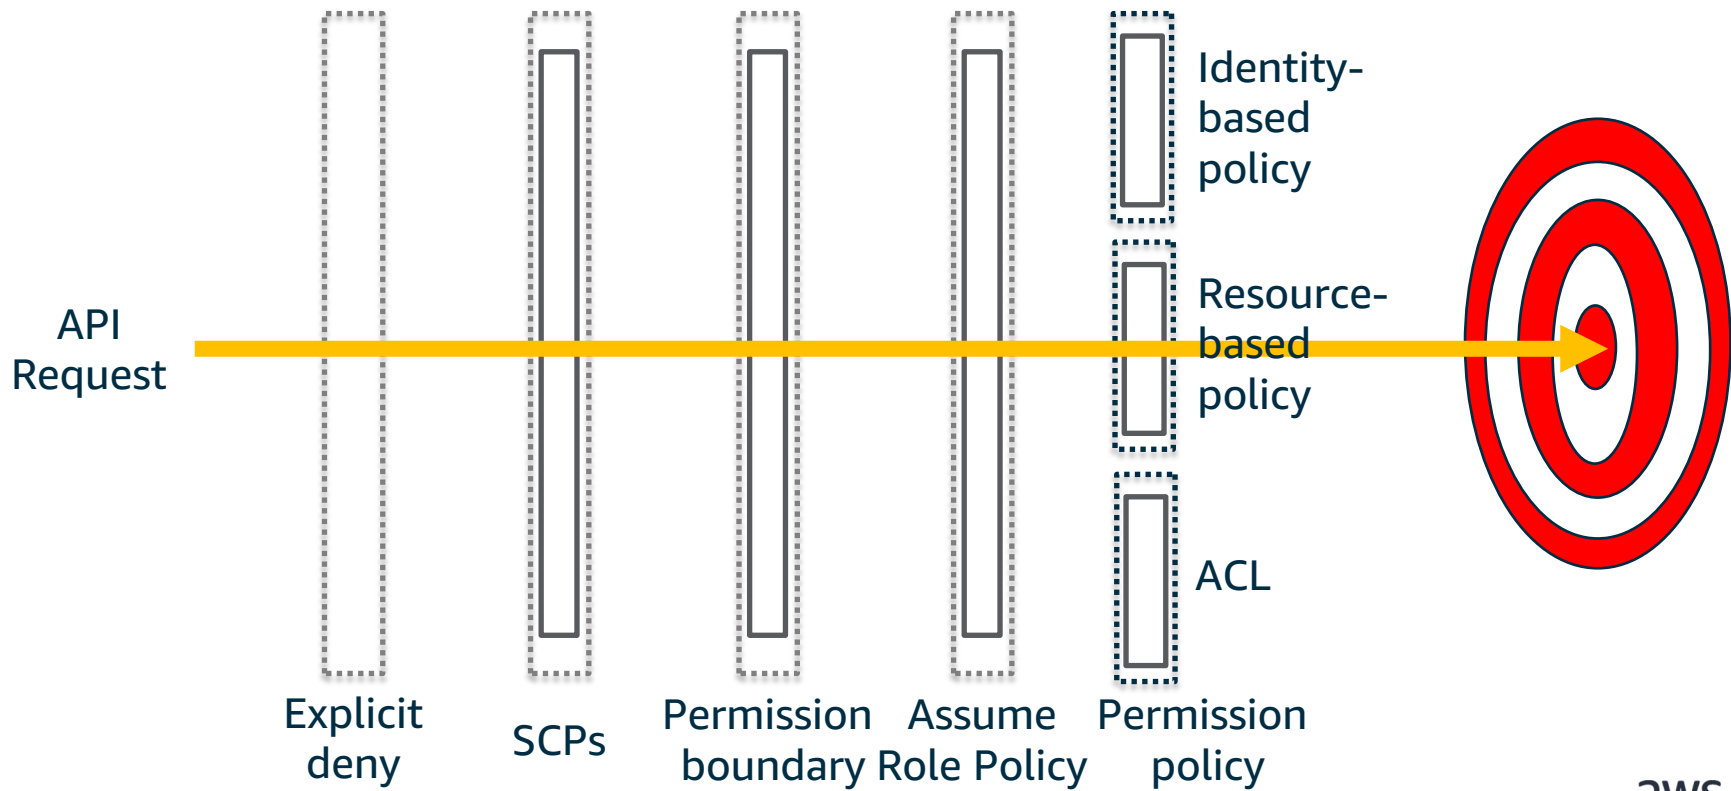 Identity-
based
policy
Resource-
based
policy
API
Request
ACL
Explicit
deny
SCPs
Permission
boundary
Assume
Role Policy
Permission
policy
aws